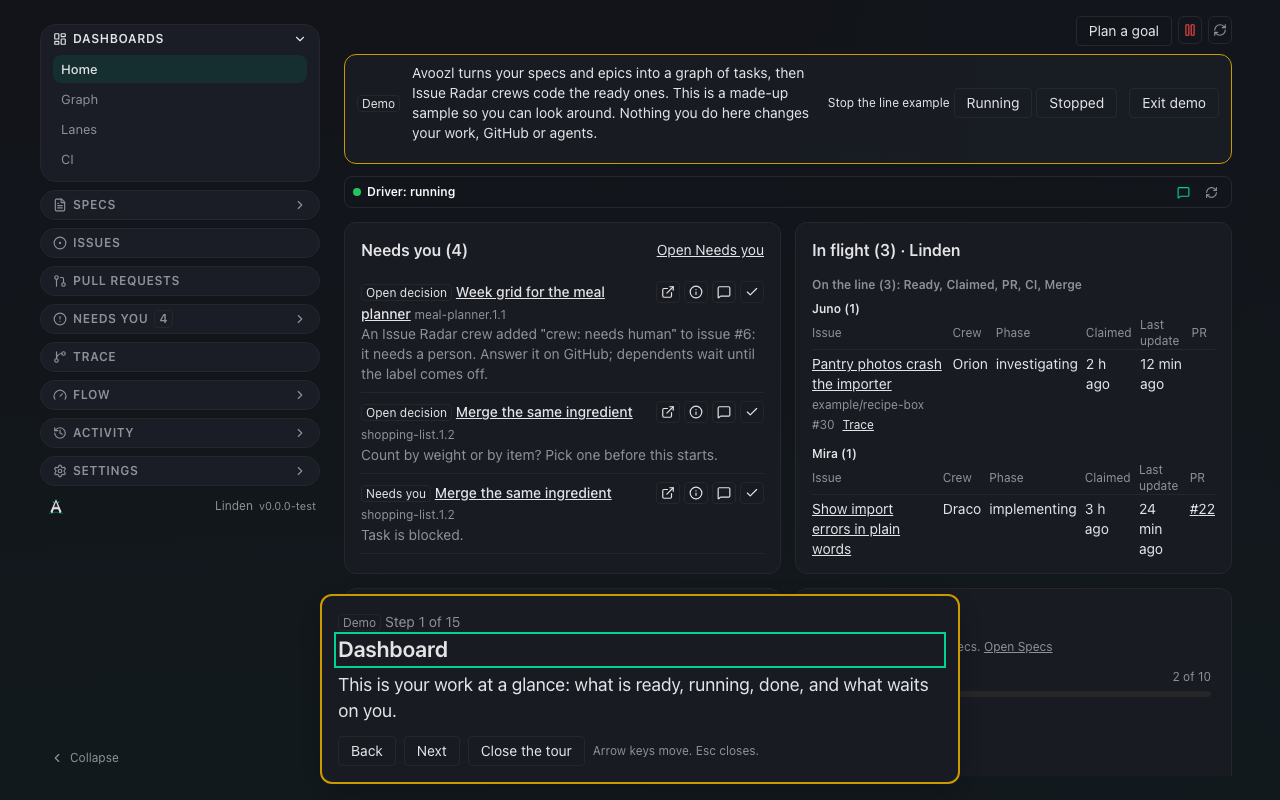 DASHBOARDS
Home
Graph
Lanes
CI
SPECS
ISSUES
PULL REQUESTS
NEEDS YOU 4
TRACE
FLOW
ACTIVITY
SETTINGS
A Linden v0.0.0-test
Collapse
Plan a goal
Demo
Avoozl turns your specs and epics into a graph of tasks, then
Issue Radar crews code the ready ones. This is a made-up
sample so you can look around. Nothing you do here changes
your work, GitHub or agents.
Stop the line example Running Stopped Exit demo
Driver: running
Needs you (4) Open Needs you
Open decision Week grid for the meal
planner meal-planner.1.1
An Issue Radar crew added "crew: needs human" to issue #6:
it needs a person. Answer it on GitHub; dependents wait until
the label comes off.
Open decision Merge the same ingredient
shopping-list.1.2
Count by weight or by item? Pick one before this starts.
Needs you Merge the same ingredient
shopping-list.1.2
Task is blocked.
In flight (3) · Linden
On the line (3): Ready, Claimed, PR, CI, Merge
Juno (1)
Issue Crew Phase Claimed Last update PR
Pantry photos crash Orion investigating 2 h 12 min
the importer ago ago
example/recipe-box
#30 Trace
Mira (1)
Issue Crew Phase Claimed Last update PR
Show import Draco implementing 3 h 24 #22
errors in plain ago min
words ago
ecs. Open Specs
2 of 10
Demo Step 1 of 15
Dashboard
This is your work at a glance: what is ready, running, done, and what waits
on you.
Back Next Close the tour Arrow keys move. Esc closes.